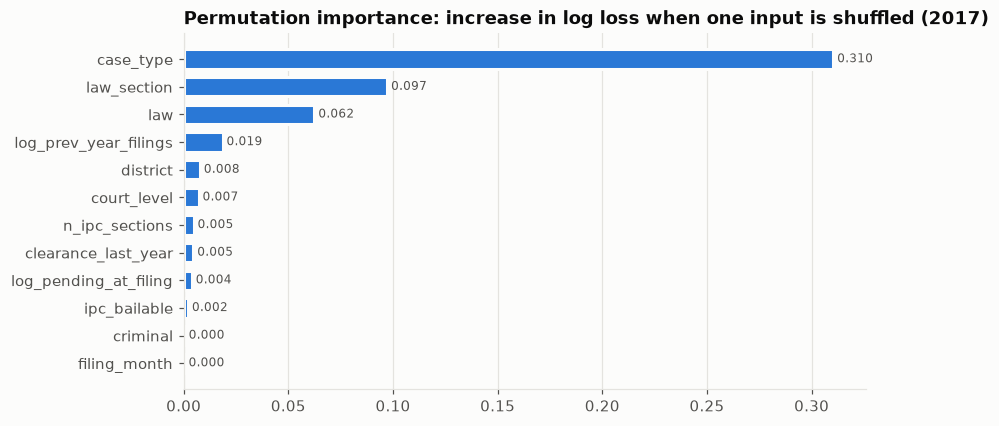 Permutation importance: increase in log loss when one input is shuffled (2017)
case_type 0.310
law_section 0.097
law 0.062
log_prev_year_filings 0.019
district 0.008
court_level 0.007
n_ipc_sections 0.005
clearance_last_year 0.005
log_pending_at_filing 0.004
ipc_bailable 0.002
criminal 0.000
filing_month 0.000
0.00 0.05 0.10 0.15 0.20 0.25 0.30